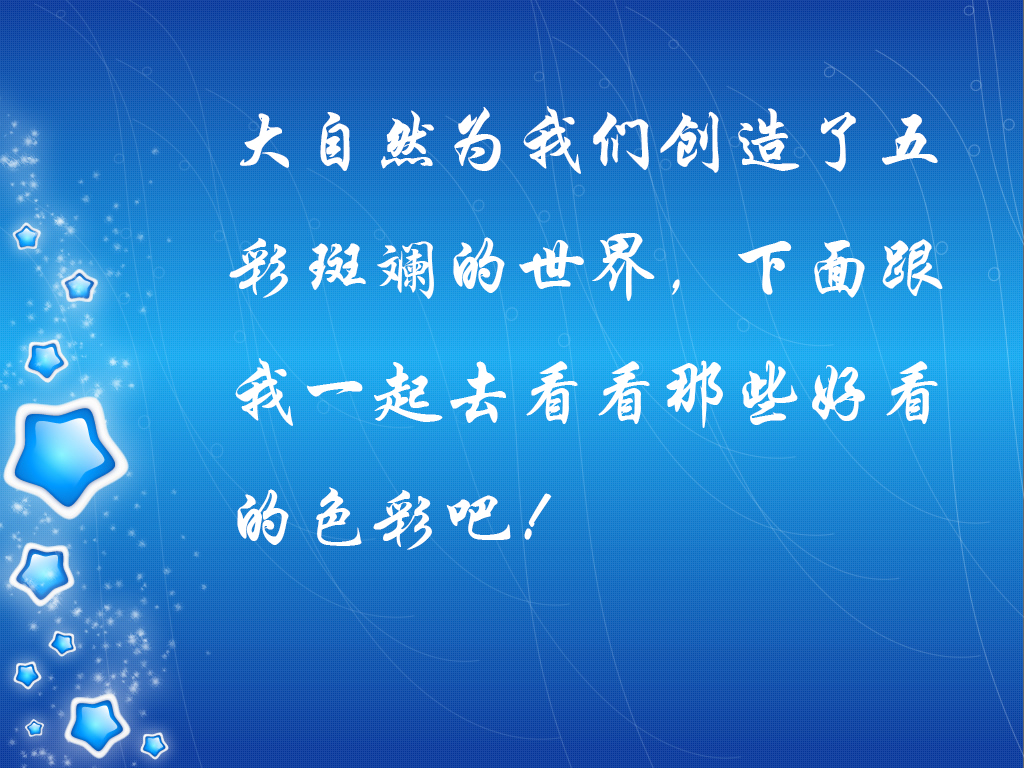 大自然为我们创造了五
彩斑斓的世界，下面跟
我一起去看看那些好看
的色彩吧！